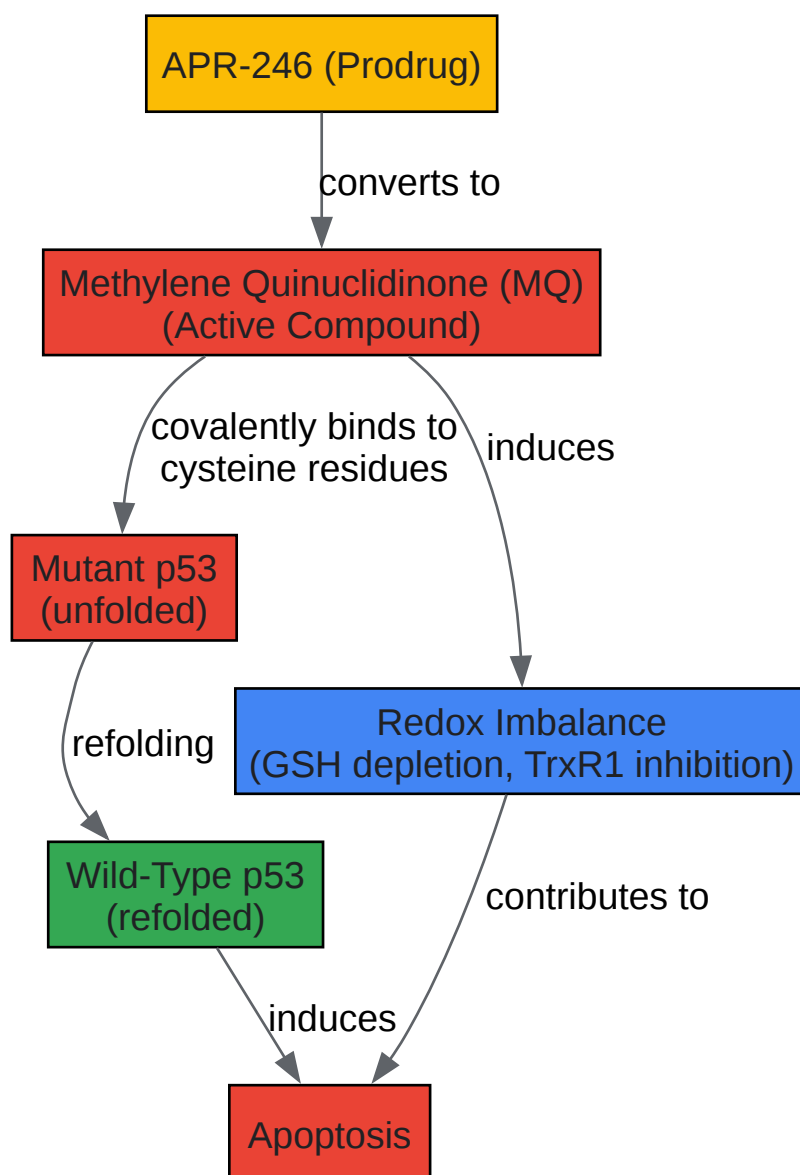 APR-246 (Prodrug)
converts to
Methylene Quinuclidinone (MQ)
(Active Compound)
covalently binds to
cysteine residues
induces
Mutant p53
(unfolded)
refolding
Redox Imbalance
(GSH depletion, TrxR1 inhibition)
Wild-Type p53
(refolded)
contributes to
induces
Apoptosis